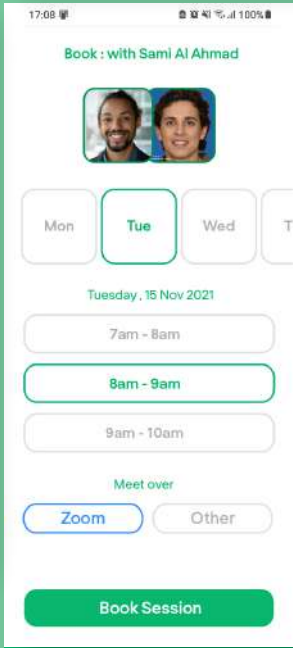 17:08 100%
Book : with Sami Al Ahmad
Mon Tue Wed T
Tuesday , 15 Nov 2021
7am - 8am
8am - 9am
9am - 10am
Meet over
Zoom Other
Book Session